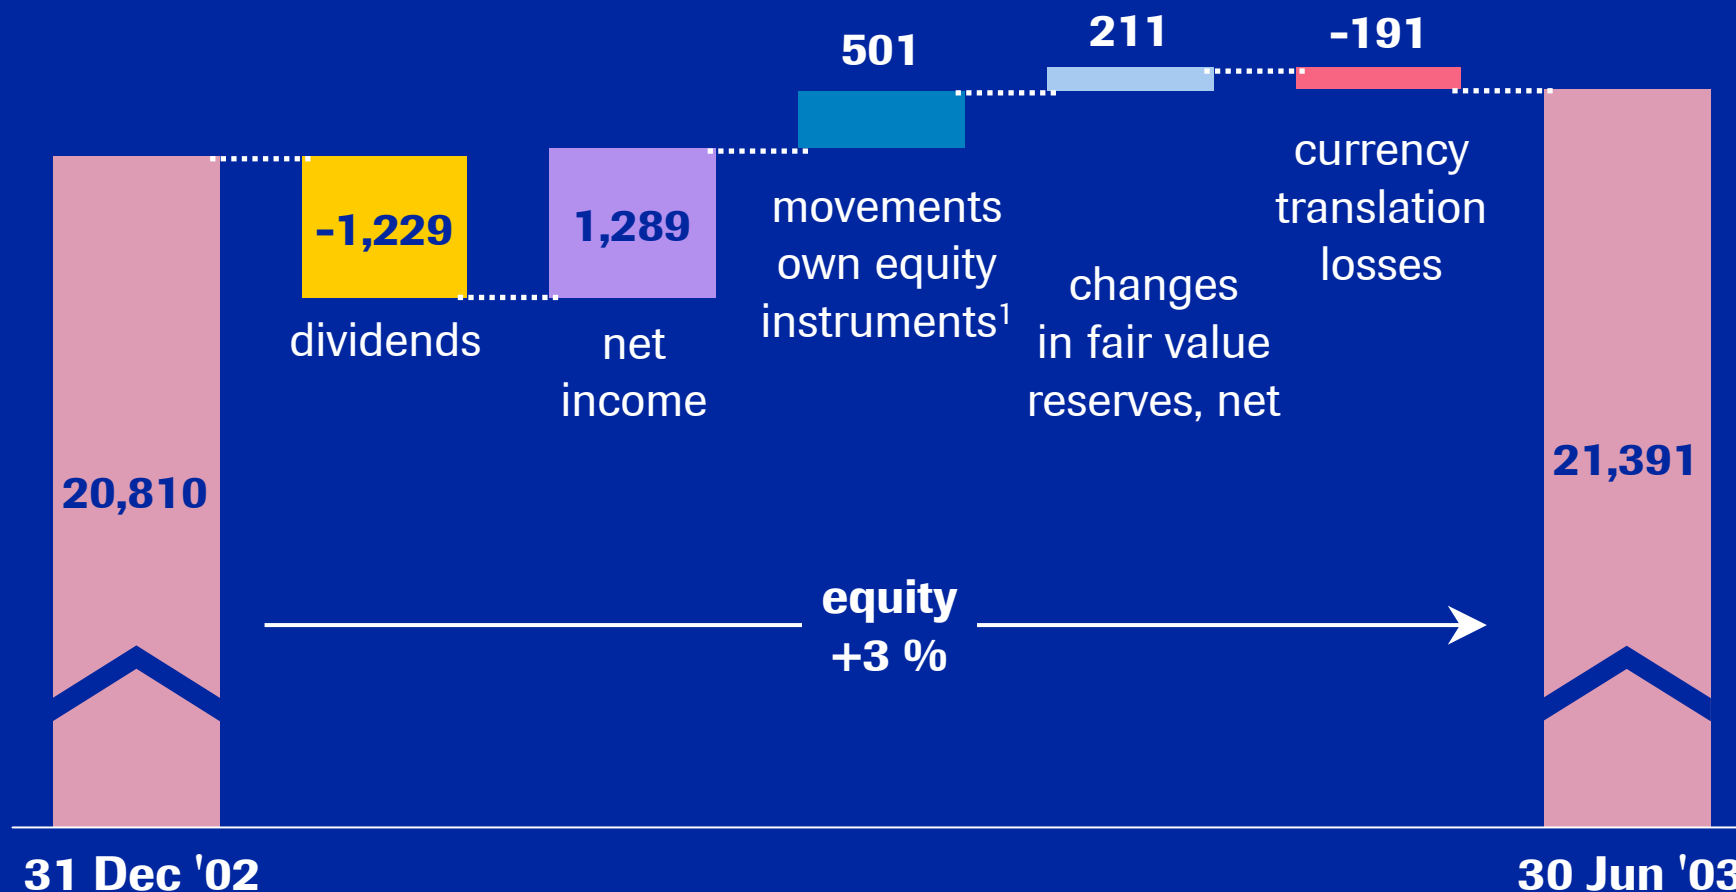 501
211
-191
-1,229
1,289
dividends
net
income
movements
own equity
instruments¹
changes
in fair value
reserves, net
currency
translation
losses
20,810
21,391
equity
+3 %
31 Dec '02
30 Jun '03